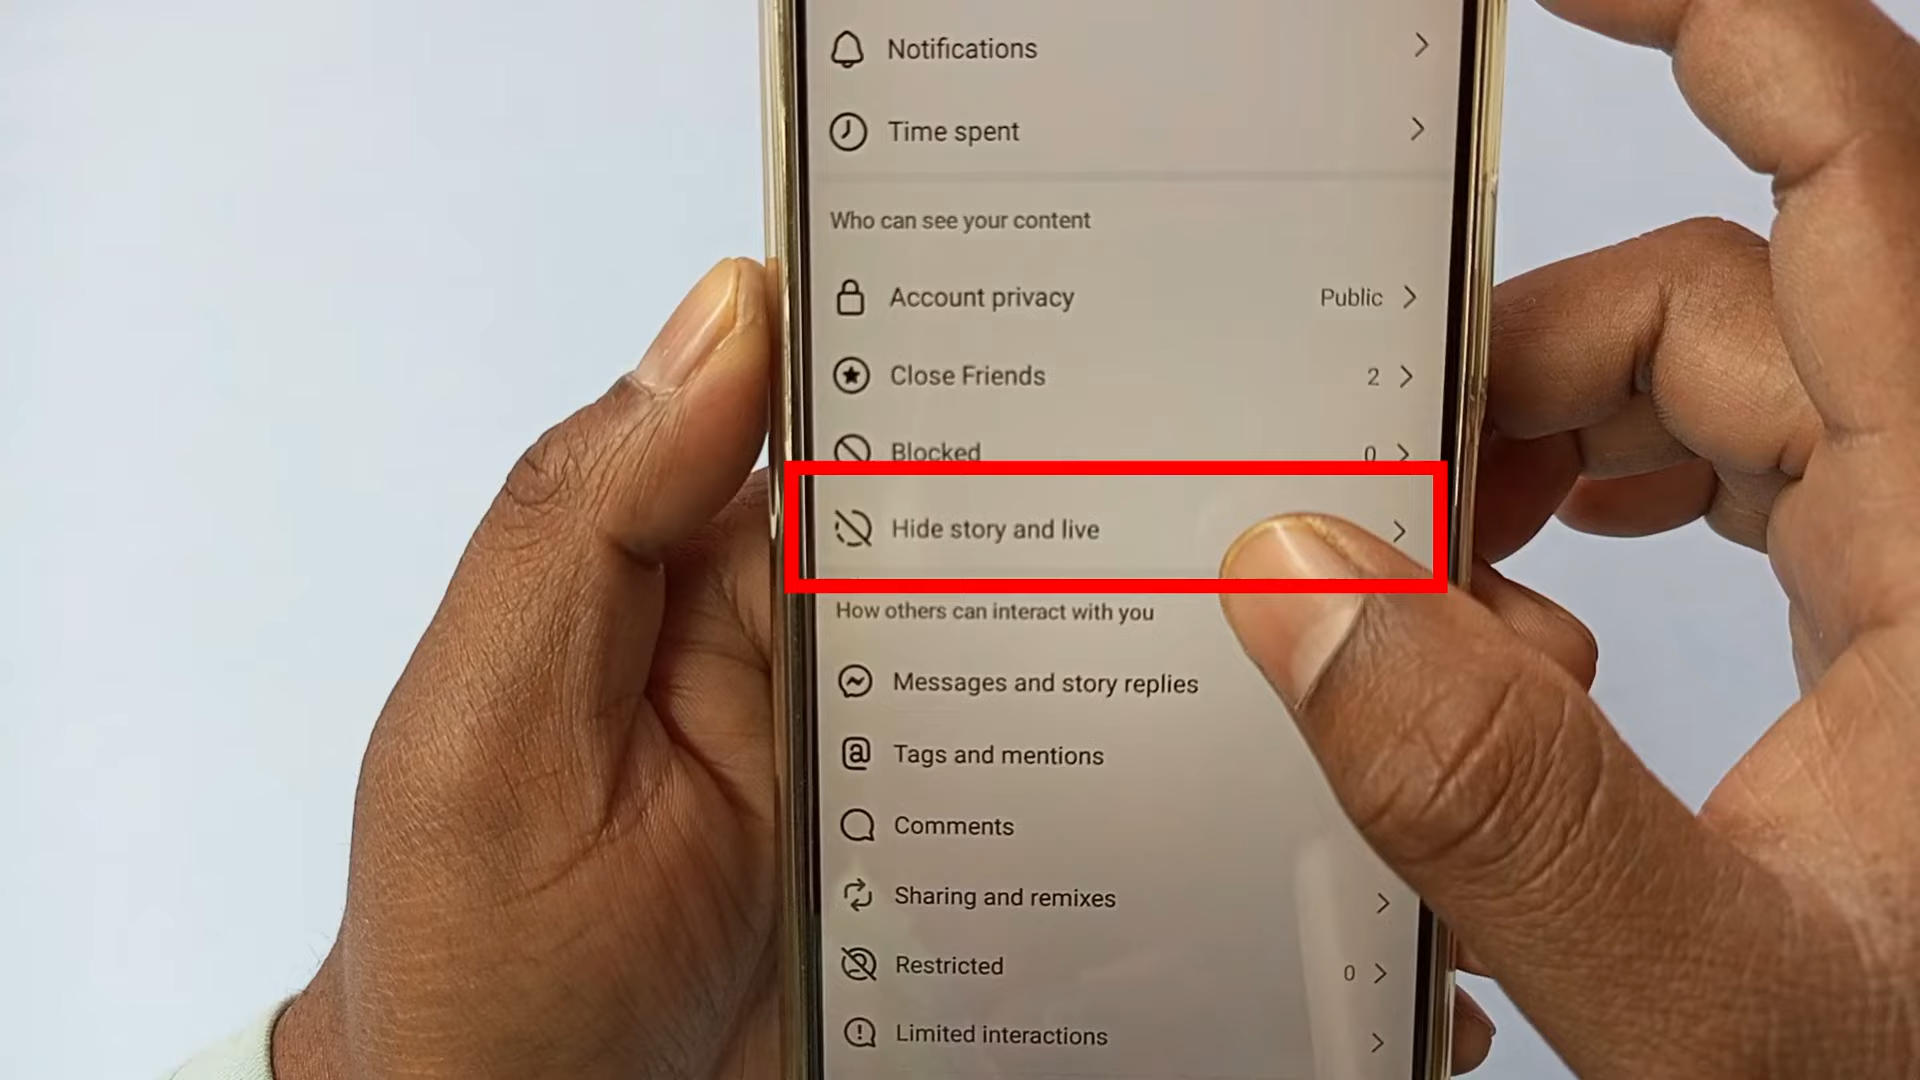 Notifications
Time spent
Who can see your content
Account privacy Public
Close Friends 2
Blocked 0
Hide story and live
How others can interact with you
Messages and story replies
Tags and mentions
Comments
Sharing and remixes
Restricted 0
Limited interactions